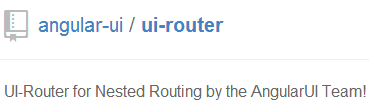 angular-ui / ui-router
UI-Router for Nested Routing by the AngularUI Team!